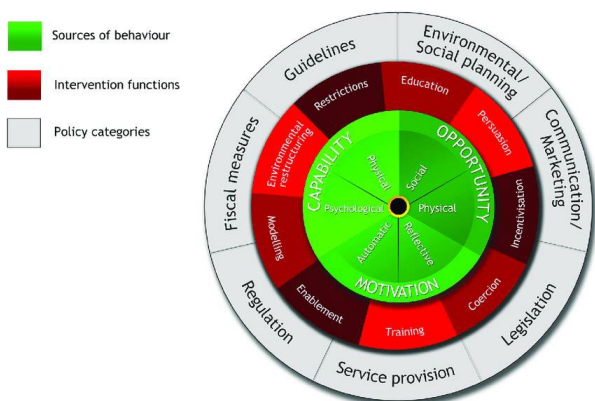 Sources of behaviour
Intervention functions
Policy categories
Guidelines
Environmental/
Social planning
Communication/
Marketing
Legislation
Service provision
Regulation
Fiscal measures
Restrictions
Education
Persuasion
Incentivisation
Coercion
Training
Enablement
Modelling
Environmental
restructuring
CAPABILITY
OPPORTUNITY
MOTIVATION
Physical
Social
Psychological
Physical
Automatic
Reflective